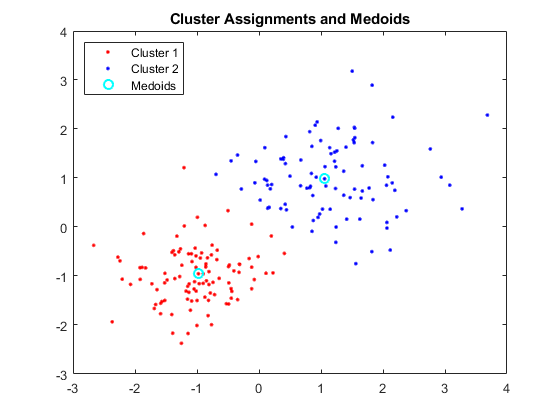 Cluster Assignments and Medoids
Cluster 1
Cluster 2
Medoids
4
3
2
1
0
-1
-2
-3
-3 -2 -1 0 1 2 3 4